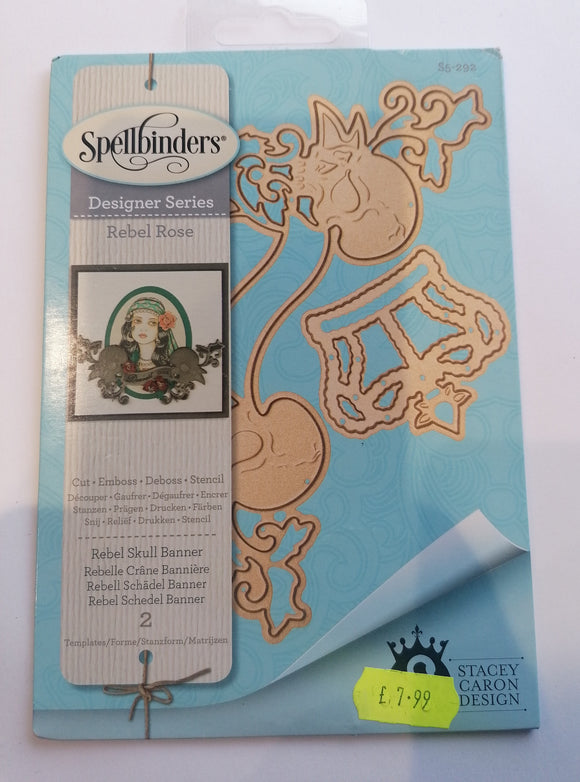 S5-292
Spellbinders®
Designer Series
Rebel Rose
Cut • Emboss • Deboss • Stencil
Découper • Gaufrer • Dégaufrer • Encrer
Stanzen • Prägen • Drucken • Färben
Snij • Reliëf • Drukken • Stencil
Rebel Skull Banner
Rebelle Crâne Bannière
Rebell Schädel Banner
Rebel Schedel Banner
2
Templates/Forme/Stanzform/Matrijzen
STACEY
CARON
DESIGN
£7.99